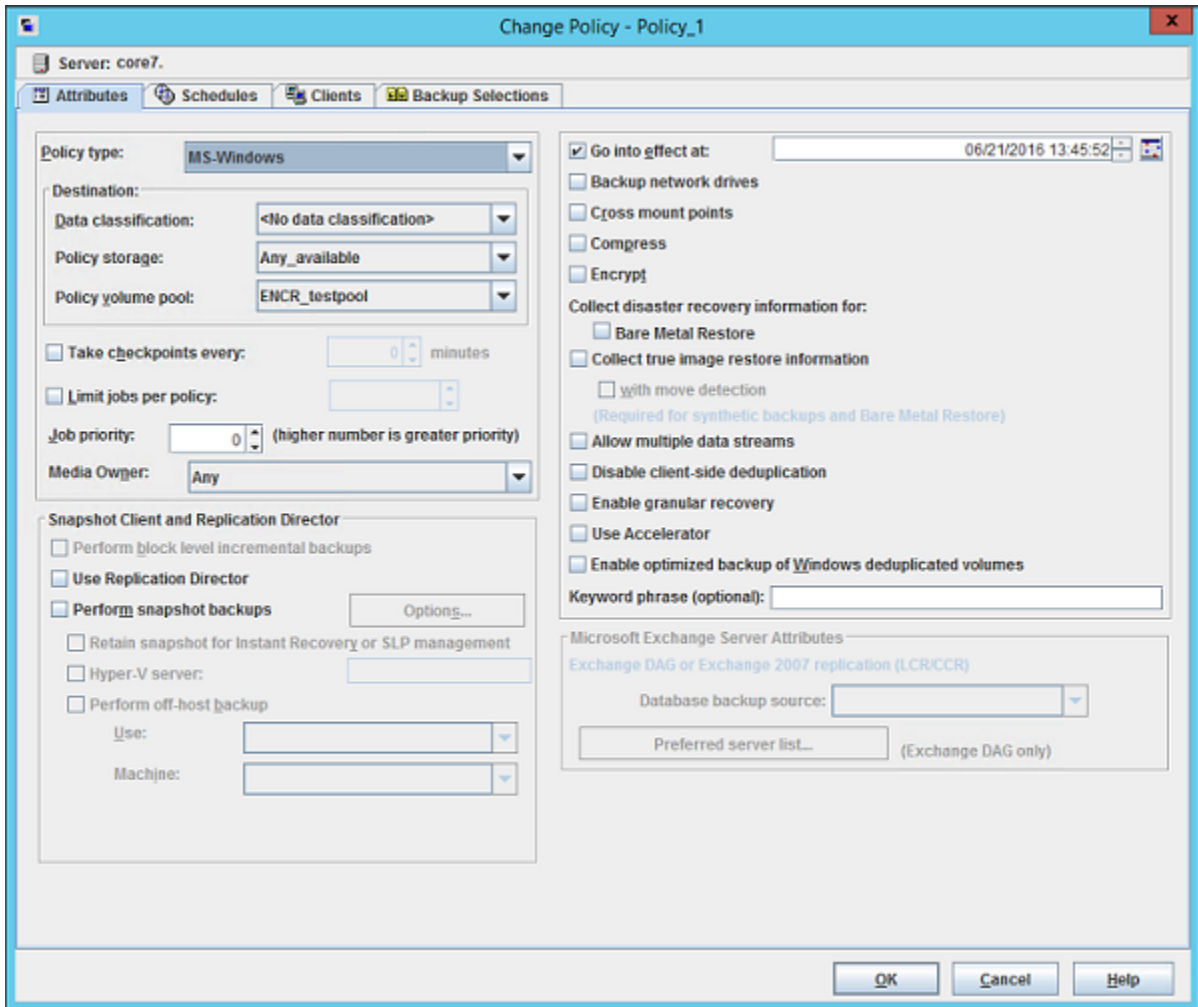 Change Policy - Policy_1
x
Server: core7.
Attributes Schedules Clients Backup Selections
Policy type: MS-Windows
Destination:
Data classification: <No data classification>
Policy storage: Any_available
Policy volume pool: ENCR_testpool
Take checkpoints every: 0 minutes
Limit jobs per policy:
Job priority: 0 (higher number is greater priority)
Media Owner: Any
Snapshot Client and Replication Director
Perform block level incremental backups
Use Replication Director
Perform snapshot backups Options...
Retain snapshot for Instant Recovery or SLP management
Hyper-V server:
Perform off-host backup
Use:
Machine:
Go into effect at: 06/21/2016 13:45:52
Backup network drives
Cross mount points
Compress
Encrypt
Collect disaster recovery information for:
Bare Metal Restore
Collect true image restore information
with move detection
(Required for synthetic backups and Bare Metal Restore)
Allow multiple data streams
Disable client-side deduplication
Enable granular recovery
Use Accelerator
Enable optimized backup of Windows deduplicated volumes
Keyword phrase (optional):
Microsoft Exchange Server Attributes
Exchange DAG or Exchange 2007 replication (LCR/CCR)
Database backup source:
Preferred server list... (Exchange DAG only)
OK Cancel Help